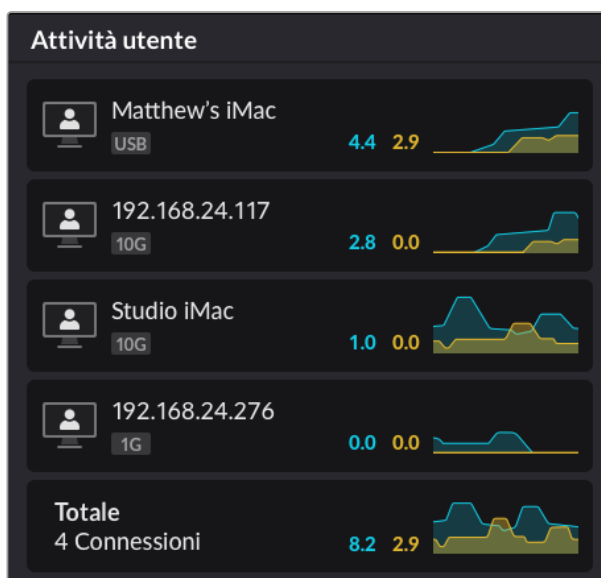 Attività utente
Matthew's iMac
USB
4.4 2.9
192.168.24.117
10G
2.8 0.0
Studio iMac
10G
1.0 0.0
192.168.24.276
1G
0.0 0.0
Totale
4 Connessioni
8.2 2.9